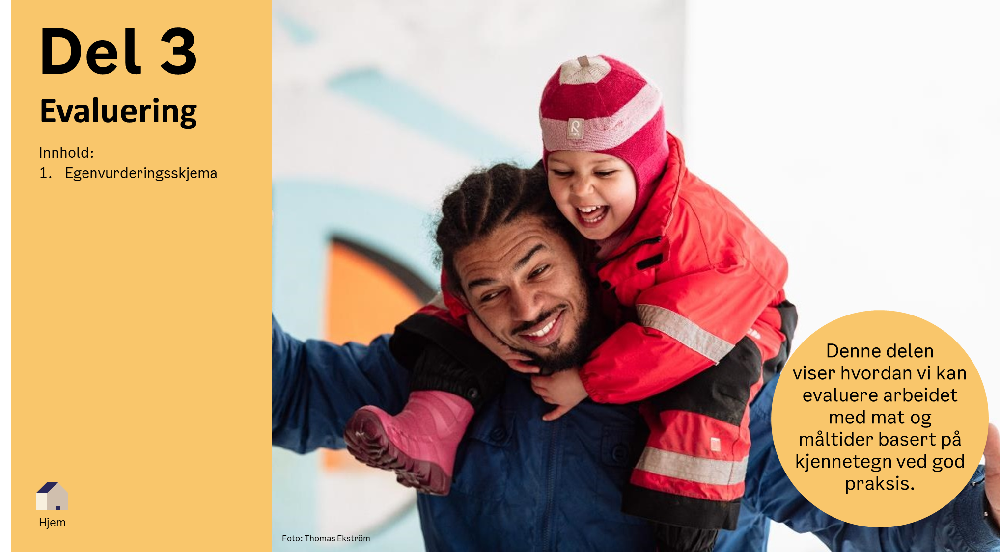 Del 3
Evaluering
Innhold:
1. Egenvurderingsskjema
Denne delen
viser hvordan vi kan
evaluere arbeidet
med mat og
måltider basert på
kjennetegn ved god
praksis.
Hjem
Foto: Thomas Ekström